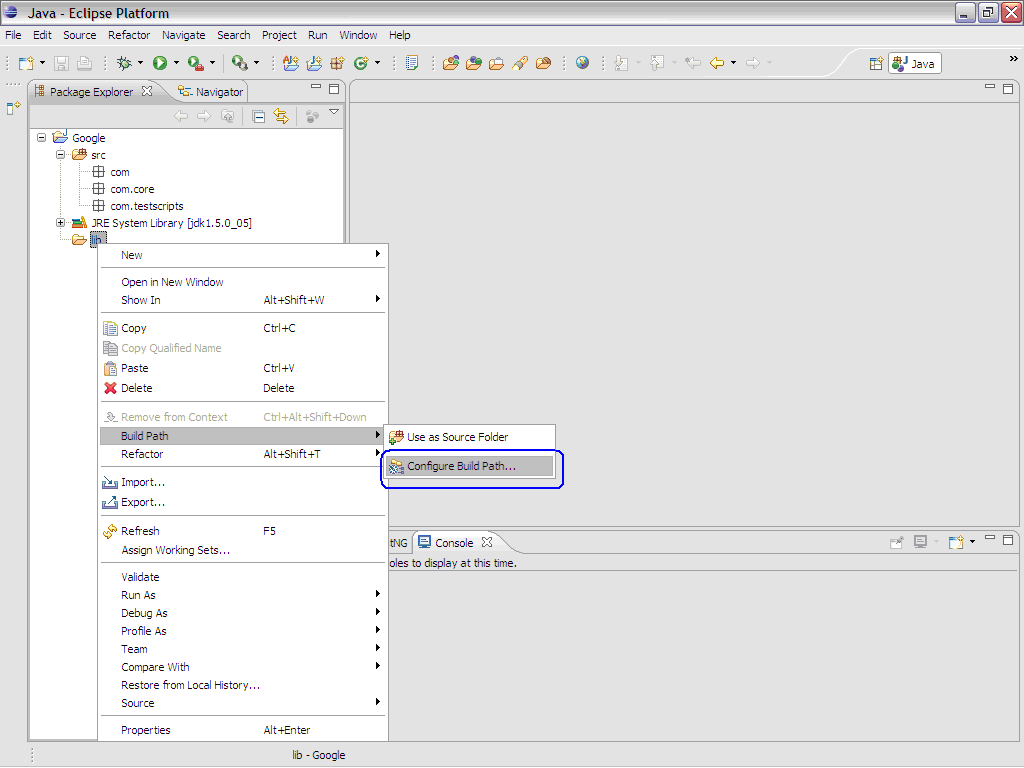 Java - Eclipse Platform
File Edit Source Refactor Navigate Search Project Run Window Help
Java
Package Explorer Navigator
Google
src
com
com.core
com.testscripts
JRE System Library [jdk1.5.0_05]
lib
New
Open in New Window
Show In Alt+Shift+W
Copy Ctrl+C
Copy Qualified Name
Paste Ctrl+V
Delete Delete
Remove from Context Ctrl+Alt+Shift+Down
Build Path
Use as Source Folder
Refactor Alt+Shift+T
Configure Build Path...
Import...
Export...
Refresh F5
Assign Working Sets...
Validate
Run As
Debug As
Profile As
Team
Compare With
Restore from Local History...
Source
Properties Alt+Enter
tNG Console
oles to display at this time.
lib - Google